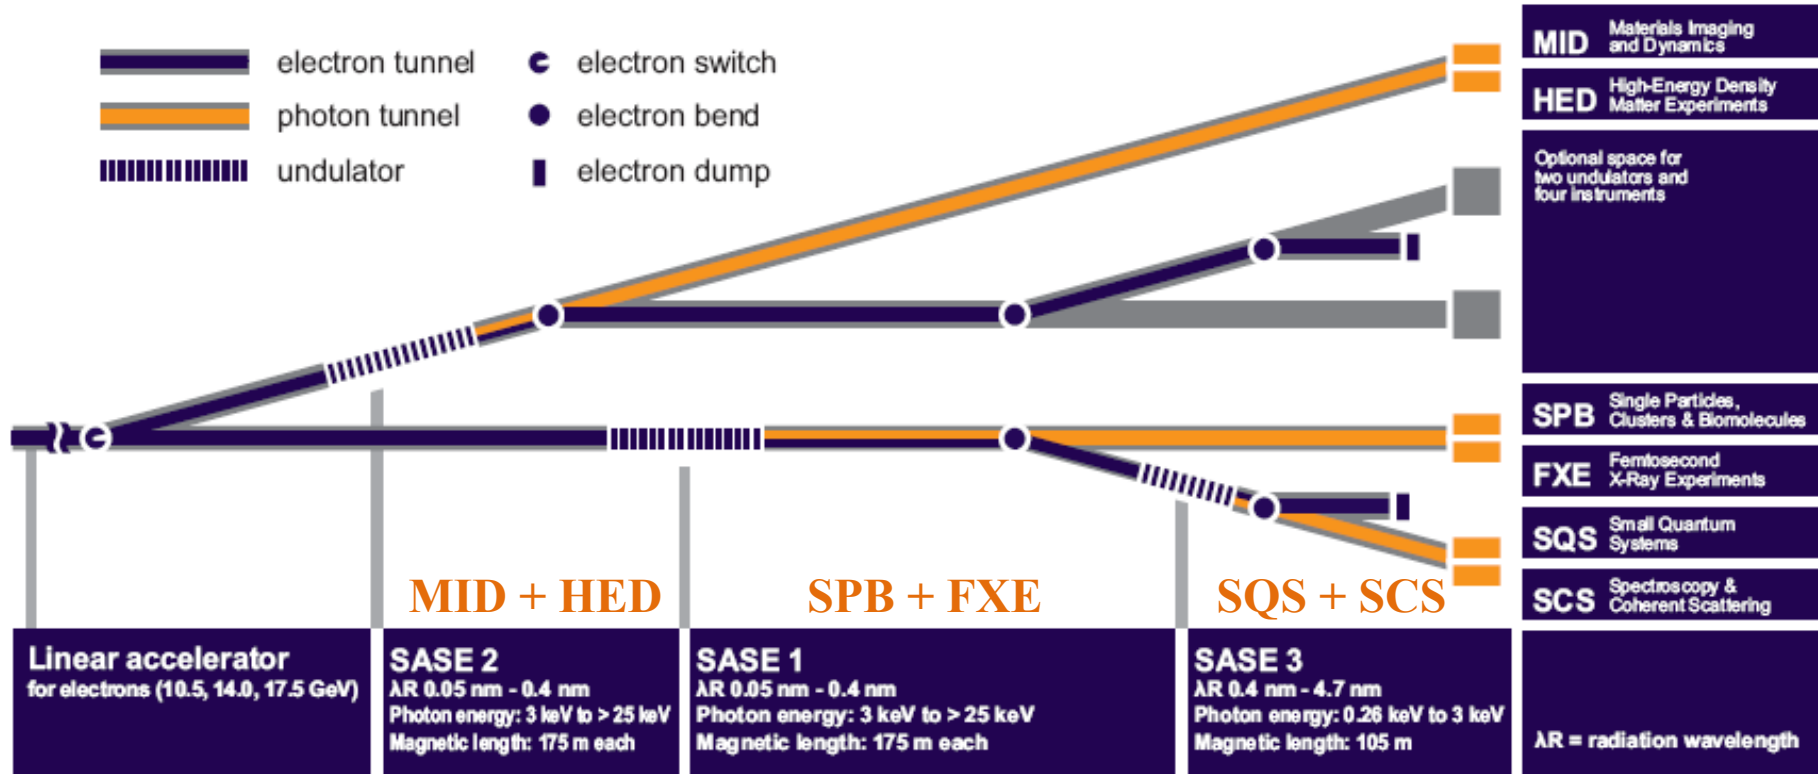 electron tunnel
electron switch
photon tunnel
electron bend
undulator
electron dump
MID Materials Imaging
and Dynamics
HED High-Energy Density
Matter Experiments
Optional space for
two undulators and
four instruments
SPB Single Particles,
Clusters & Biomolecules
FXE Femtosecond
X-Ray Experiments
SQS Small Quantum
Systems
SCS Spectroscopy &
Coherent Scattering
MID + HED
SPB + FXE
SQS + SCS
Linear accelerator
for electrons (10.5, 14.0, 17.5 GeV)
SASE 2
λR 0.05 nm - 0.4 nm
Photon energy: 3 keV to > 25 keV
Magnetic length: 175 m each
SASE 1
λR 0.05 nm - 0.4 nm
Photon energy: 3 keV to > 25 keV
Magnetic length: 175 m each
SASE 3
λR 0.4 nm - 4.7 nm
Photon energy: 0.26 keV to 3 keV
Magnetic length: 105 m
λR = radiation wavelength